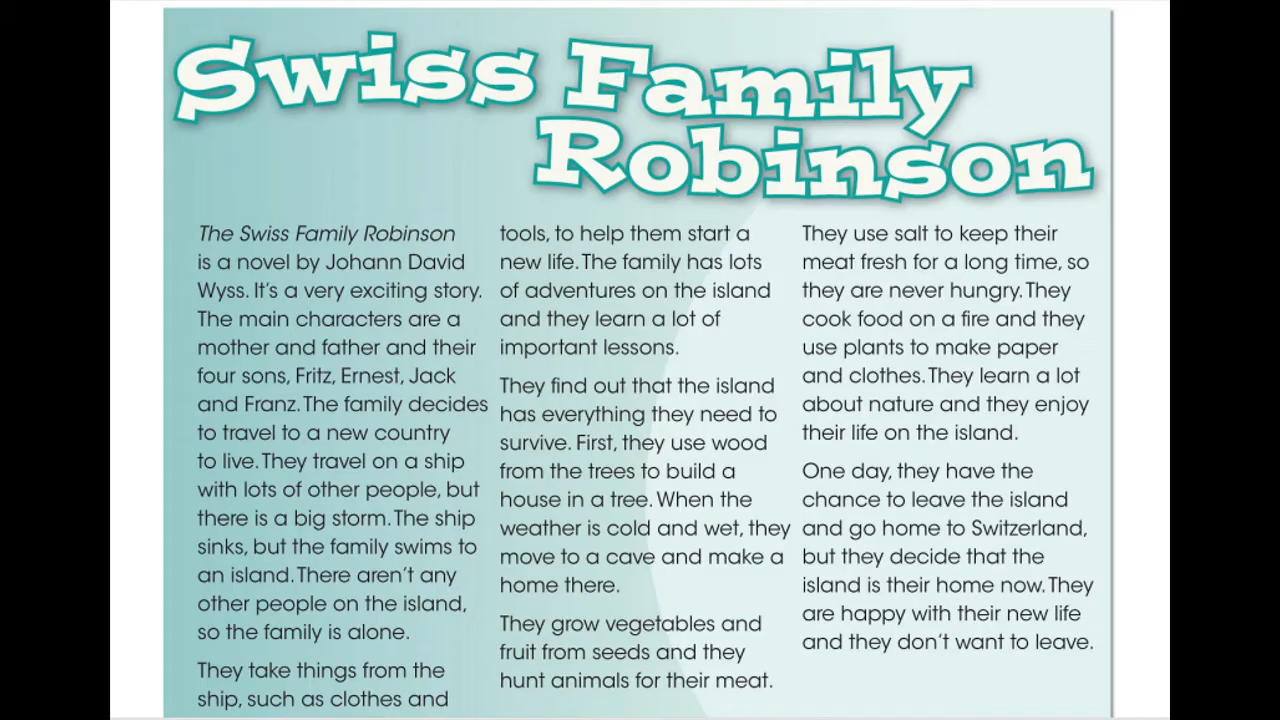 Swiss Family
Robinson
The Swiss Family Robinson
is a novel by Johann David
Wyss. It's a very exciting story.
The main characters are a
mother and father and their
four sons, Fritz, Ernest, Jack
and Franz. The family decides
to travel to a new country
to live. They travel on a ship
with lots of other people, but
there is a big storm. The ship
sinks, but the family swims to
an island. There aren't any
other people on the island,
so the family is alone.
They take things from the
ship, such as clothes and
tools, to help them start a
new life. The family has lots
of adventures on the island
and they learn a lot of
important lessons.
They find out that the island
has everything they need to
survive. First, they use wood
from the trees to build a
house in a tree. When the
weather is cold and wet, they
move to a cave and make a
home there.
They grow vegetables and
fruit from seeds and they
hunt animals for their meat.
They use salt to keep their
meat fresh for a long time, so
they are never hungry. They
cook food on a fire and they
use plants to make paper
and clothes. They learn a lot
about nature and they enjoy
their life on the island.
One day, they have the
chance to leave the island
and go home to Switzerland,
but they decide that the
island is their home now. They
are happy with their new life
and they don't want to leave.